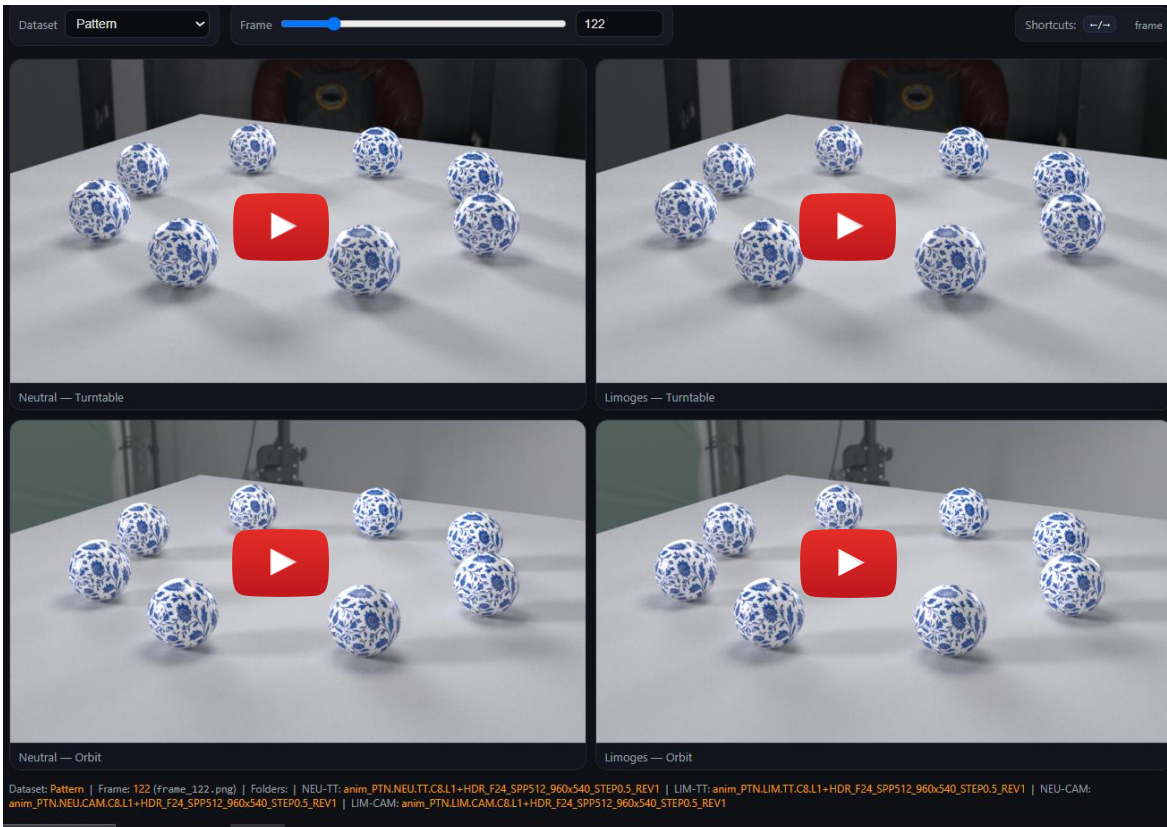 Dataset Pattern Frame 122 Shortcuts: ←/→ frame
Neutral — Turntable
Limoges — Turntable
Neutral — Orbit
Limoges — Orbit
Dataset: Pattern | Frame: 122 (frame_122.png) | Folders: | NEU-TT: anim_PTN.NEU.TT.C8.L1+HDR_F24_SPP512_960x540_STEP0.5_REV1 | LIM-TT: anim_PTN.LIM.TT.C8.L1+HDR_F24_SPP512_960x540_STEP0.5_REV1 | NEU-CAM:
anim_PTN.NEU.CAM.C8.L1+HDR_F24_SPP512_960x540_STEP0.5_REV1 | LIM-CAM: anim_PTN.LIM.CAM.C8.L1+HDR_F24_SPP512_960x540_STEP0.5_REV1